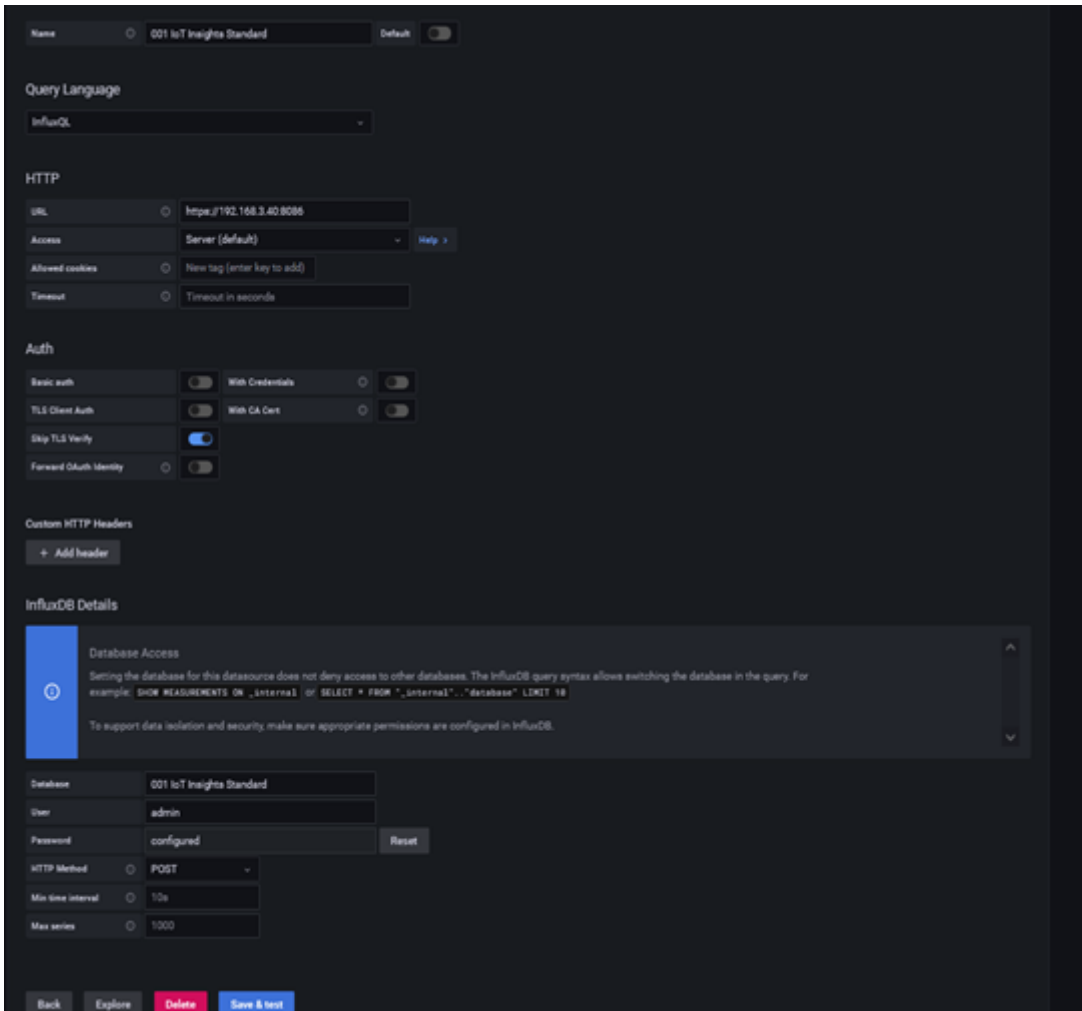 Name 001 IoT Insights Standard Default
Query Language
InfluxQL
HTTP
URL https://192.168.3.40:8086
Access Server (default) Help >
Allowed cookies New tag (enter key to add)
Timeout Timeout in seconds
Auth
Basic auth With Credentials
TLS Client Auth With CA Cert
Skip TLS Verify
Forward OAuth Identity
Custom HTTP Headers
+ Add header
InfluxDB Details
Database Access
Setting the database for this datasource does not deny access to other databases. The InfluxDB query syntax allows switching the database in the query. For
example: SHOW MEASUREMENTS ON _internal or SELECT * FROM "_internal".."database" LIMIT 10
To support data isolation and security, make sure appropriate permissions are configured in InfluxDB.
Database 001 IoT Insights Standard
User admin
Password configured Reset
HTTP Method POST
Min time interval 10s
Max series 1000
Back Explore Delete Save & test